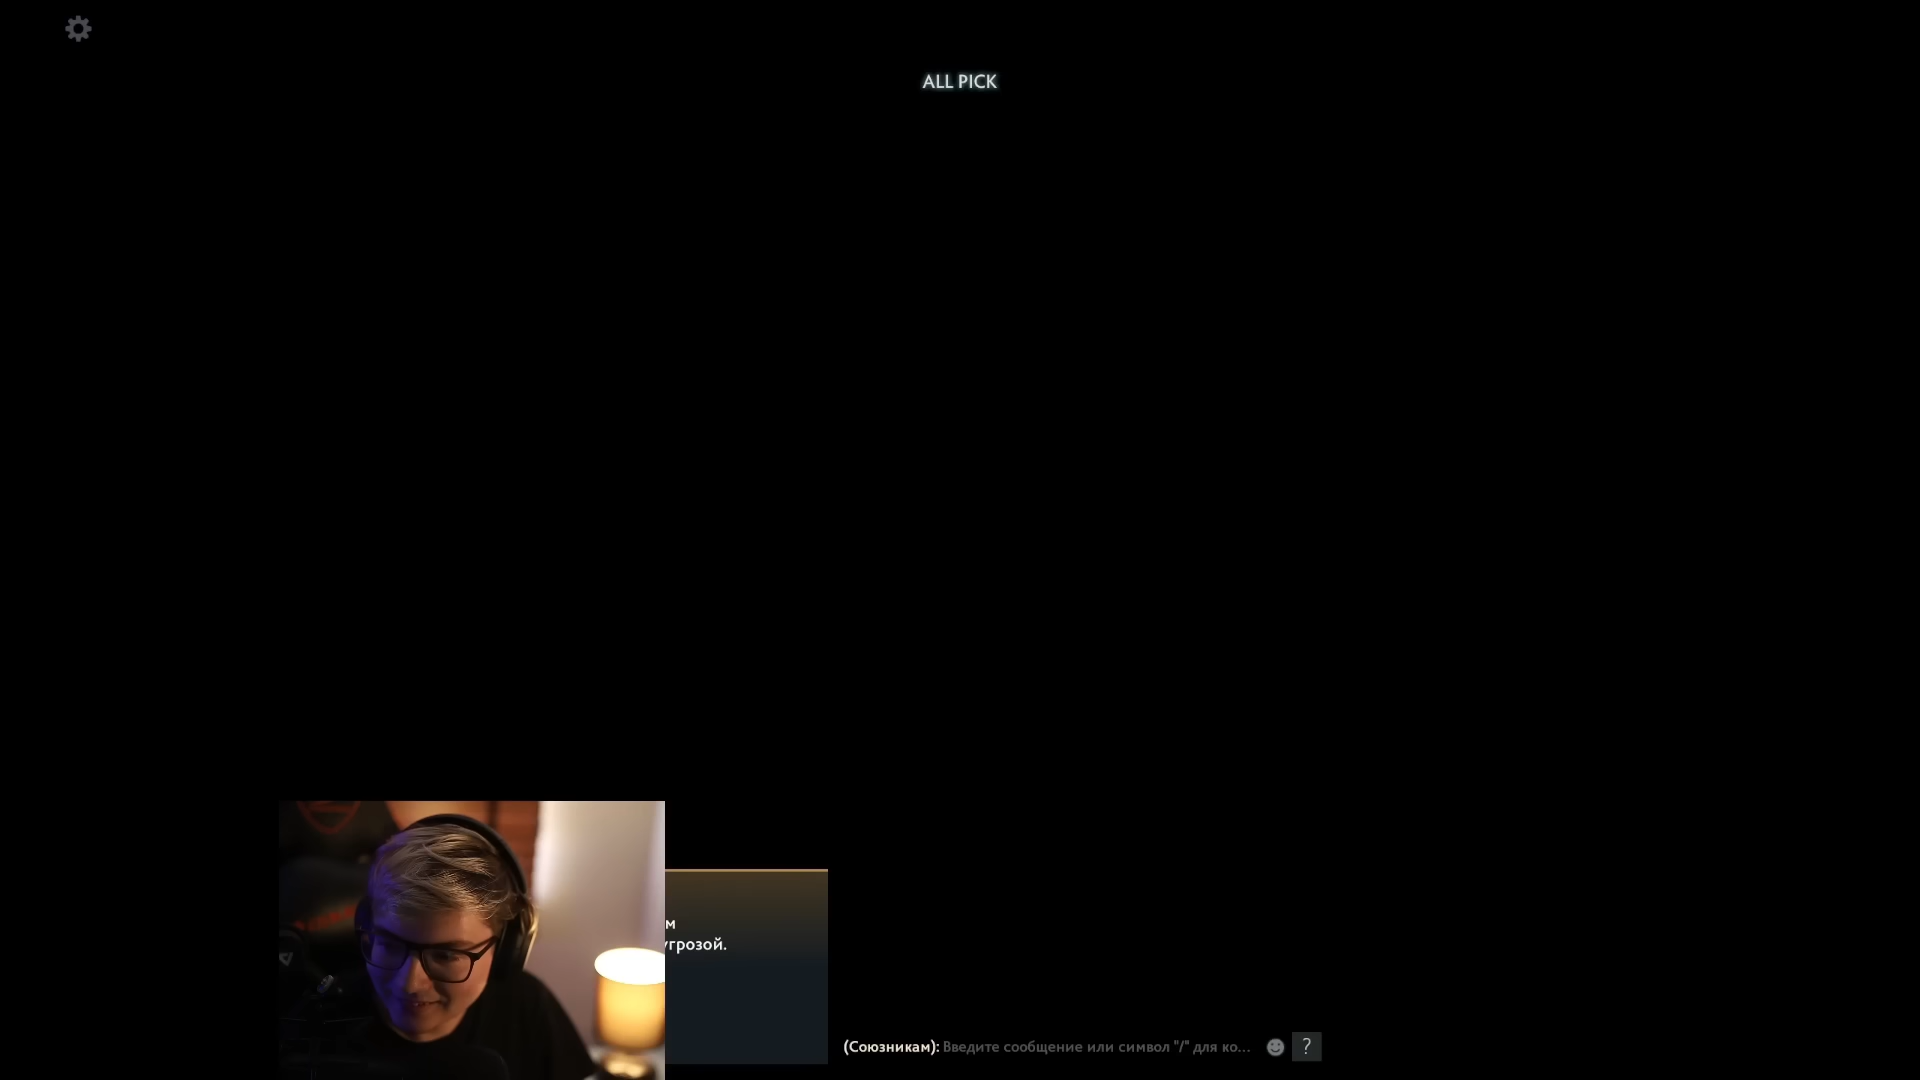 ALL PICK
м
угрозой.
(Союзникам): Введите сообщение или символ "/" для ко...
?